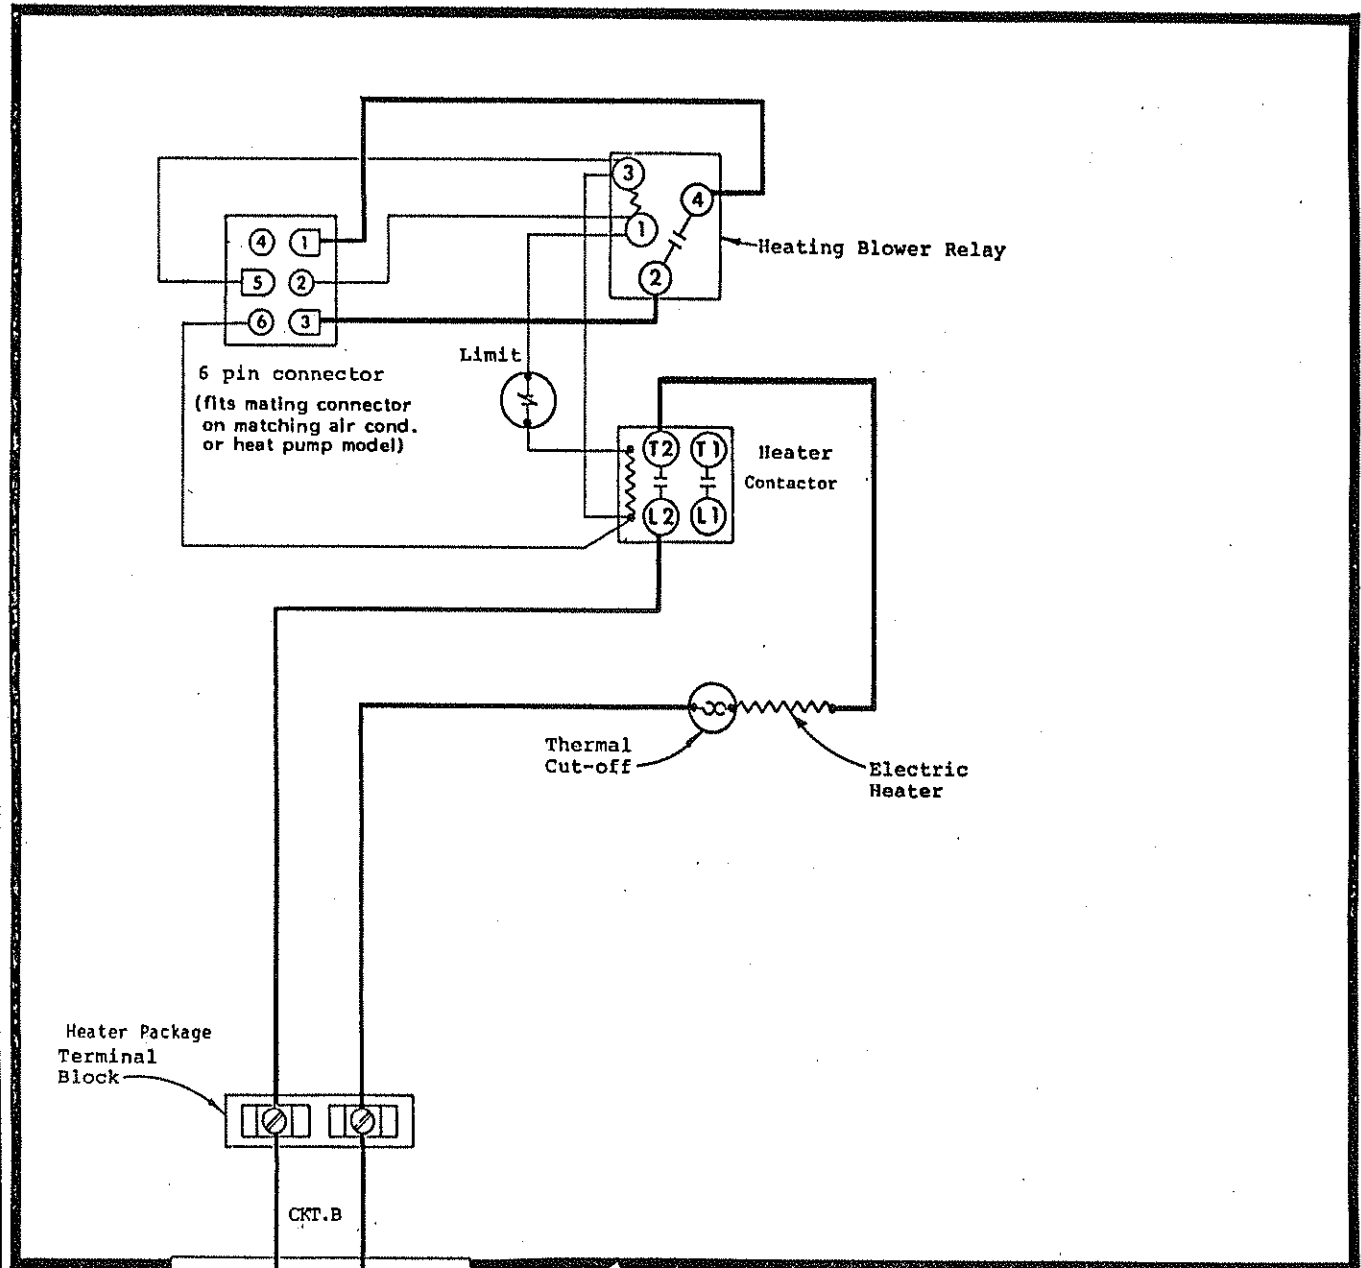 3
4
1
2
Heating Blower Relay
4 1
5 2
6 3
Limit
6 pin connector
(fits mating connector
on matching air cond.
or heat pump model)
T2 T1
L2 L1
Heater
Contactor
Thermal
Cut-off
Electric
Heater
Heater Package
Terminal
Block
CKT.B